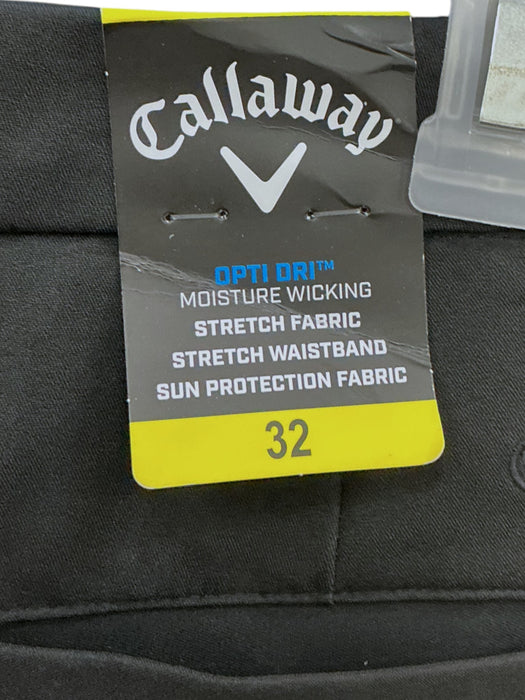 Callaway
OPTI DRI™
MOISTURE WICKING
STRETCH FABRIC
STRETCH WAISTBAND
SUN PROTECTION FABRIC
32